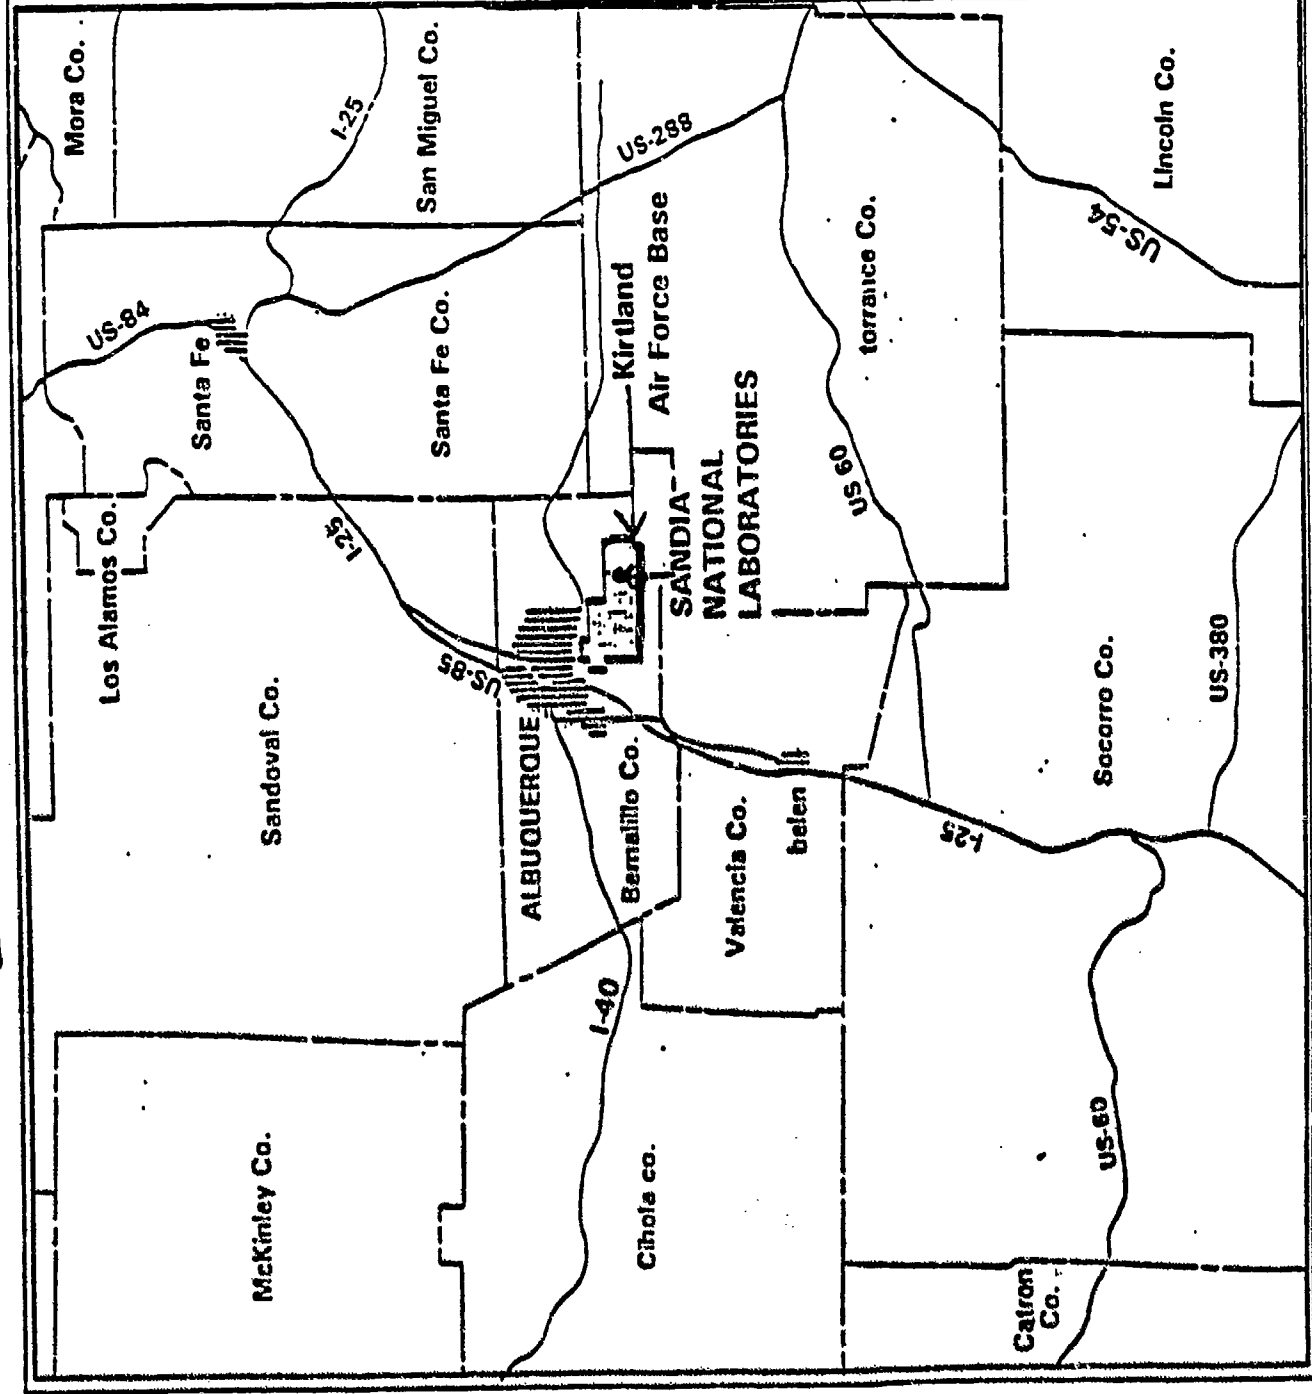 Mora Co.
I-25
San Miguel Co.
US-288
US-84
Santa Fe
Santa Fe Co.
Kirtland
Air Force Base
torrance Co.
Lincoln Co.
US-54
Los Alamos Co.
I-25
US 60
SANDIA
NATIONAL
LABORATORIES
Sandoval Co.
US-85
ALBUQUERQUE
Bernalillo Co.
Valencia Co.
belen
I-25
Socorro Co.
US-380
I-40
McKinley Co.
Cibola co.
US-60
Catron
Co.